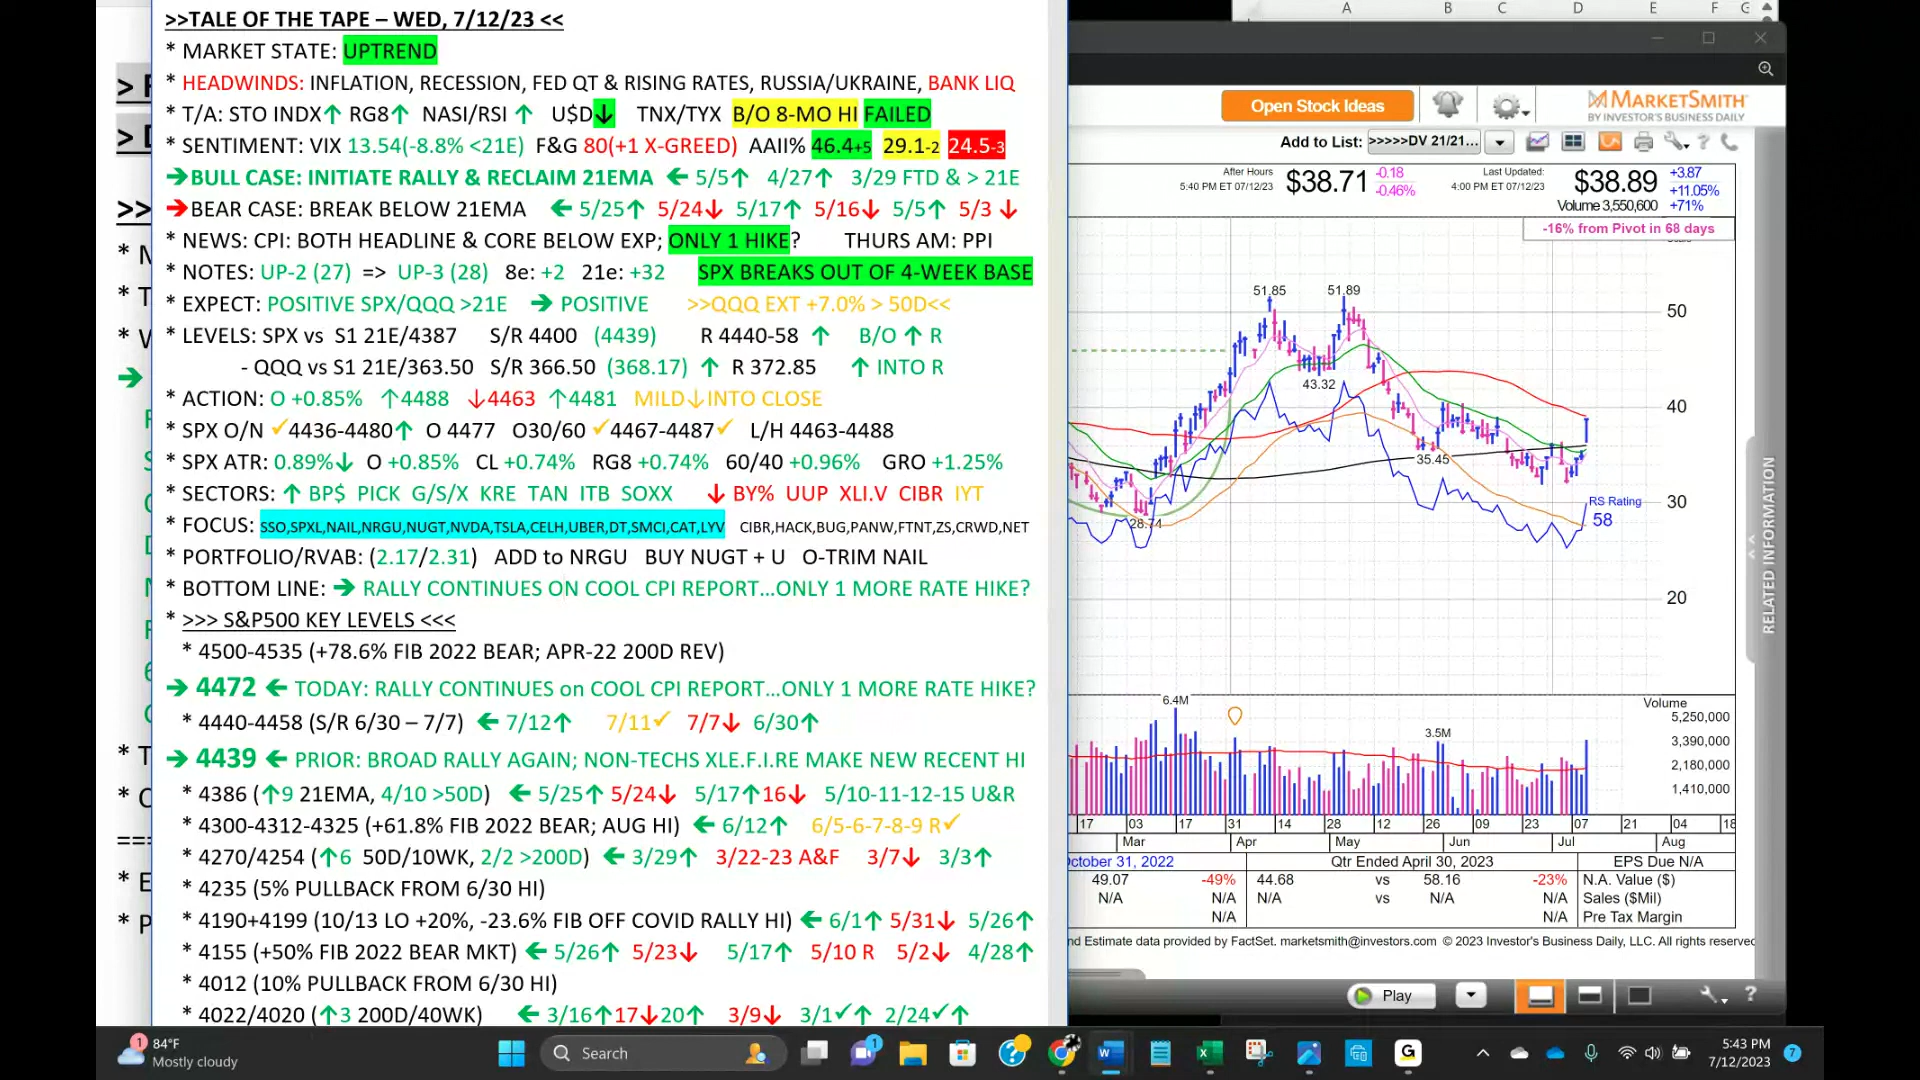 >>TALE OF THE TAPE – WED, 7/12/23 <<
* MARKET STATE: UPTREND
* HEADWINDS: INFLATION, RECESSION, FED QT & RISING RATES, RUSSIA/UKRAINE, BANK LIQ
* T/A: STO INDX↑ RG8↑ NASI/RSI ↑ U$D↓ TNX/TYX B/O 8-MO HI FAILED
* SENTIMENT: VIX 13.54(-8.8% <21E) F&G 80(+1 X-GREED) AAII% 46.4+5 29.1-2 24.5-3
→BULL CASE: INITIATE RALLY & RECLAIM 21EMA ← 5/5↑ 4/27↑ 3/29 FTD & > 21E
→BEAR CASE: BREAK BELOW 21EMA ← 5/25↑ 5/24↓ 5/17↑ 5/16↓ 5/5↑ 5/3 ↓
* NEWS: CPI: BOTH HEADLINE & CORE BELOW EXP; ONLY 1 HIKE? THURS AM: PPI
* NOTES: UP-2 (27) => UP-3 (28) 8e: +2 21e: +32 SPX BREAKS OUT OF 4-WEEK BASE
* EXPECT: POSITIVE SPX/QQQ >21E → POSITIVE >>QQQ EXT +7.0% > 50D<<
* LEVELS: SPX vs S1 21E/4387 S/R 4400 (4439) R 4440-58 ↑ B/O ↑ R
- QQQ vs S1 21E/363.50 S/R 366.50 (368.17) ↑ R 372.85 ↑ INTO R
* ACTION: O +0.85% ↑4488 ↓4463 ↑4481 MILD↓INTO CLOSE
* SPX O/N ✓4436-4480↑ O 4477 O30/60 ✓4467-4487✓ L/H 4463-4488
* SPX ATR: 0.89%↓ O +0.85% CL +0.74% RG8 +0.74% 60/40 +0.96% GRO +1.25%
* SECTORS: ↑ BP$ PICK G/S/X KRE TAN ITB SOXX ↓ BY% UUP XLI.V CIBR IYT
* FOCUS: SSO,SPXL,NAIL,NRGU,NUGT,NVDA,TSLA,CELH,UBER,DT,SMCI,CAT,LYV CIBR,HACK,BUG,PANW,FTNT,ZS,CRWD,NET
* PORTFOLIO/RVAB: (2.17/2.31) ADD to NRGU BUY NUGT + U O-TRIM NAIL
* BOTTOM LINE: → RALLY CONTINUES ON COOL CPI REPORT…ONLY 1 MORE RATE HIKE?
* >>> S&P500 KEY LEVELS <<<
* 4500-4535 (+78.6% FIB 2022 BEAR; APR-22 200D REV)
→ 4472 ← TODAY: RALLY CONTINUES on COOL CPI REPORT…ONLY 1 MORE RATE HIKE?
* 4440-4458 (S/R 6/30 – 7/7) ← 7/12↑ 7/11✓ 7/7↓ 6/30↑
→ 4439 ← PRIOR: BROAD RALLY AGAIN; NON-TECHS XLE.F.I.RE MAKE NEW RECENT HI
* 4386 (↑9 21EMA, 4/10 >50D) ← 5/25↑ 5/24↓ 5/17↑16↓ 5/10-11-12-15 U&R
* 4300-4312-4325 (+61.8% FIB 2022 BEAR; AUG HI) ← 6/12↑ 6/5-6-7-8-9 R✓
* 4270/4254 (↑6 50D/10WK, 2/2 >200D) ← 3/29↑ 3/22-23 A&F 3/7↓ 3/3↑
* 4235 (5% PULLBACK FROM 6/30 HI)
* 4190+4199 (10/13 LO +20%, -23.6% FIB OFF COVID RALLY HI) ← 6/1↑ 5/31↓ 5/26↑
* 4155 (+50% FIB 2022 BEAR MKT) ← 5/26↑ 5/23↓ 5/17↑ 5/10 R 5/2↓ 4/28↑
* 4012 (10% PULLBACK FROM 6/30 HI)
* 4022/4020 (↑3 200D/40WK) ← 3/16↑17↓20↑ 3/9↓ 3/1✓↑ 2/24✓↑
A B C D E F G
Open Stock Ideas
MARKETSMITH
BY INVESTOR'S BUSINESS DAILY
Add to List: >>>>>DV 21/21...
After Hours
5:40 PM ET 07/12/23
$38.71
-0.18
-0.46%
Last Updated:
4:00 PM ET 07/12/23
$38.89
+3.87
+11.05%
Volume 3,550,600
+71%
-16% from Pivot in 68 days
51.85
51.89
50
43.32
40
35.45
30
28.74
RS Rating
58
20
RELATED INFORMATION
6.4M
3.5M
Volume
5,250,000
3,390,000
2,180,000
1,410,000
17 03 17 31 14 28 12 26 09 23 07 21 04 18
Mar Apr May Jun Jul Aug
October 31, 2022
Qtr Ended April 30, 2023
EPS Due N/A
49.07 -49% 44.68 vs 58.16 -23% N.A. Value ($)
N/A N/A N/A vs N/A N/A Sales ($Mil)
N/A N/A Pre Tax Margin
nd Estimate data provided by FactSet. marketsmith@investors.com © 2023 Investor's Business Daily, LLC. All rights reserved
Play
1
84°F
Mostly cloudy
Search
1
5:43 PM
7/12/2023
7